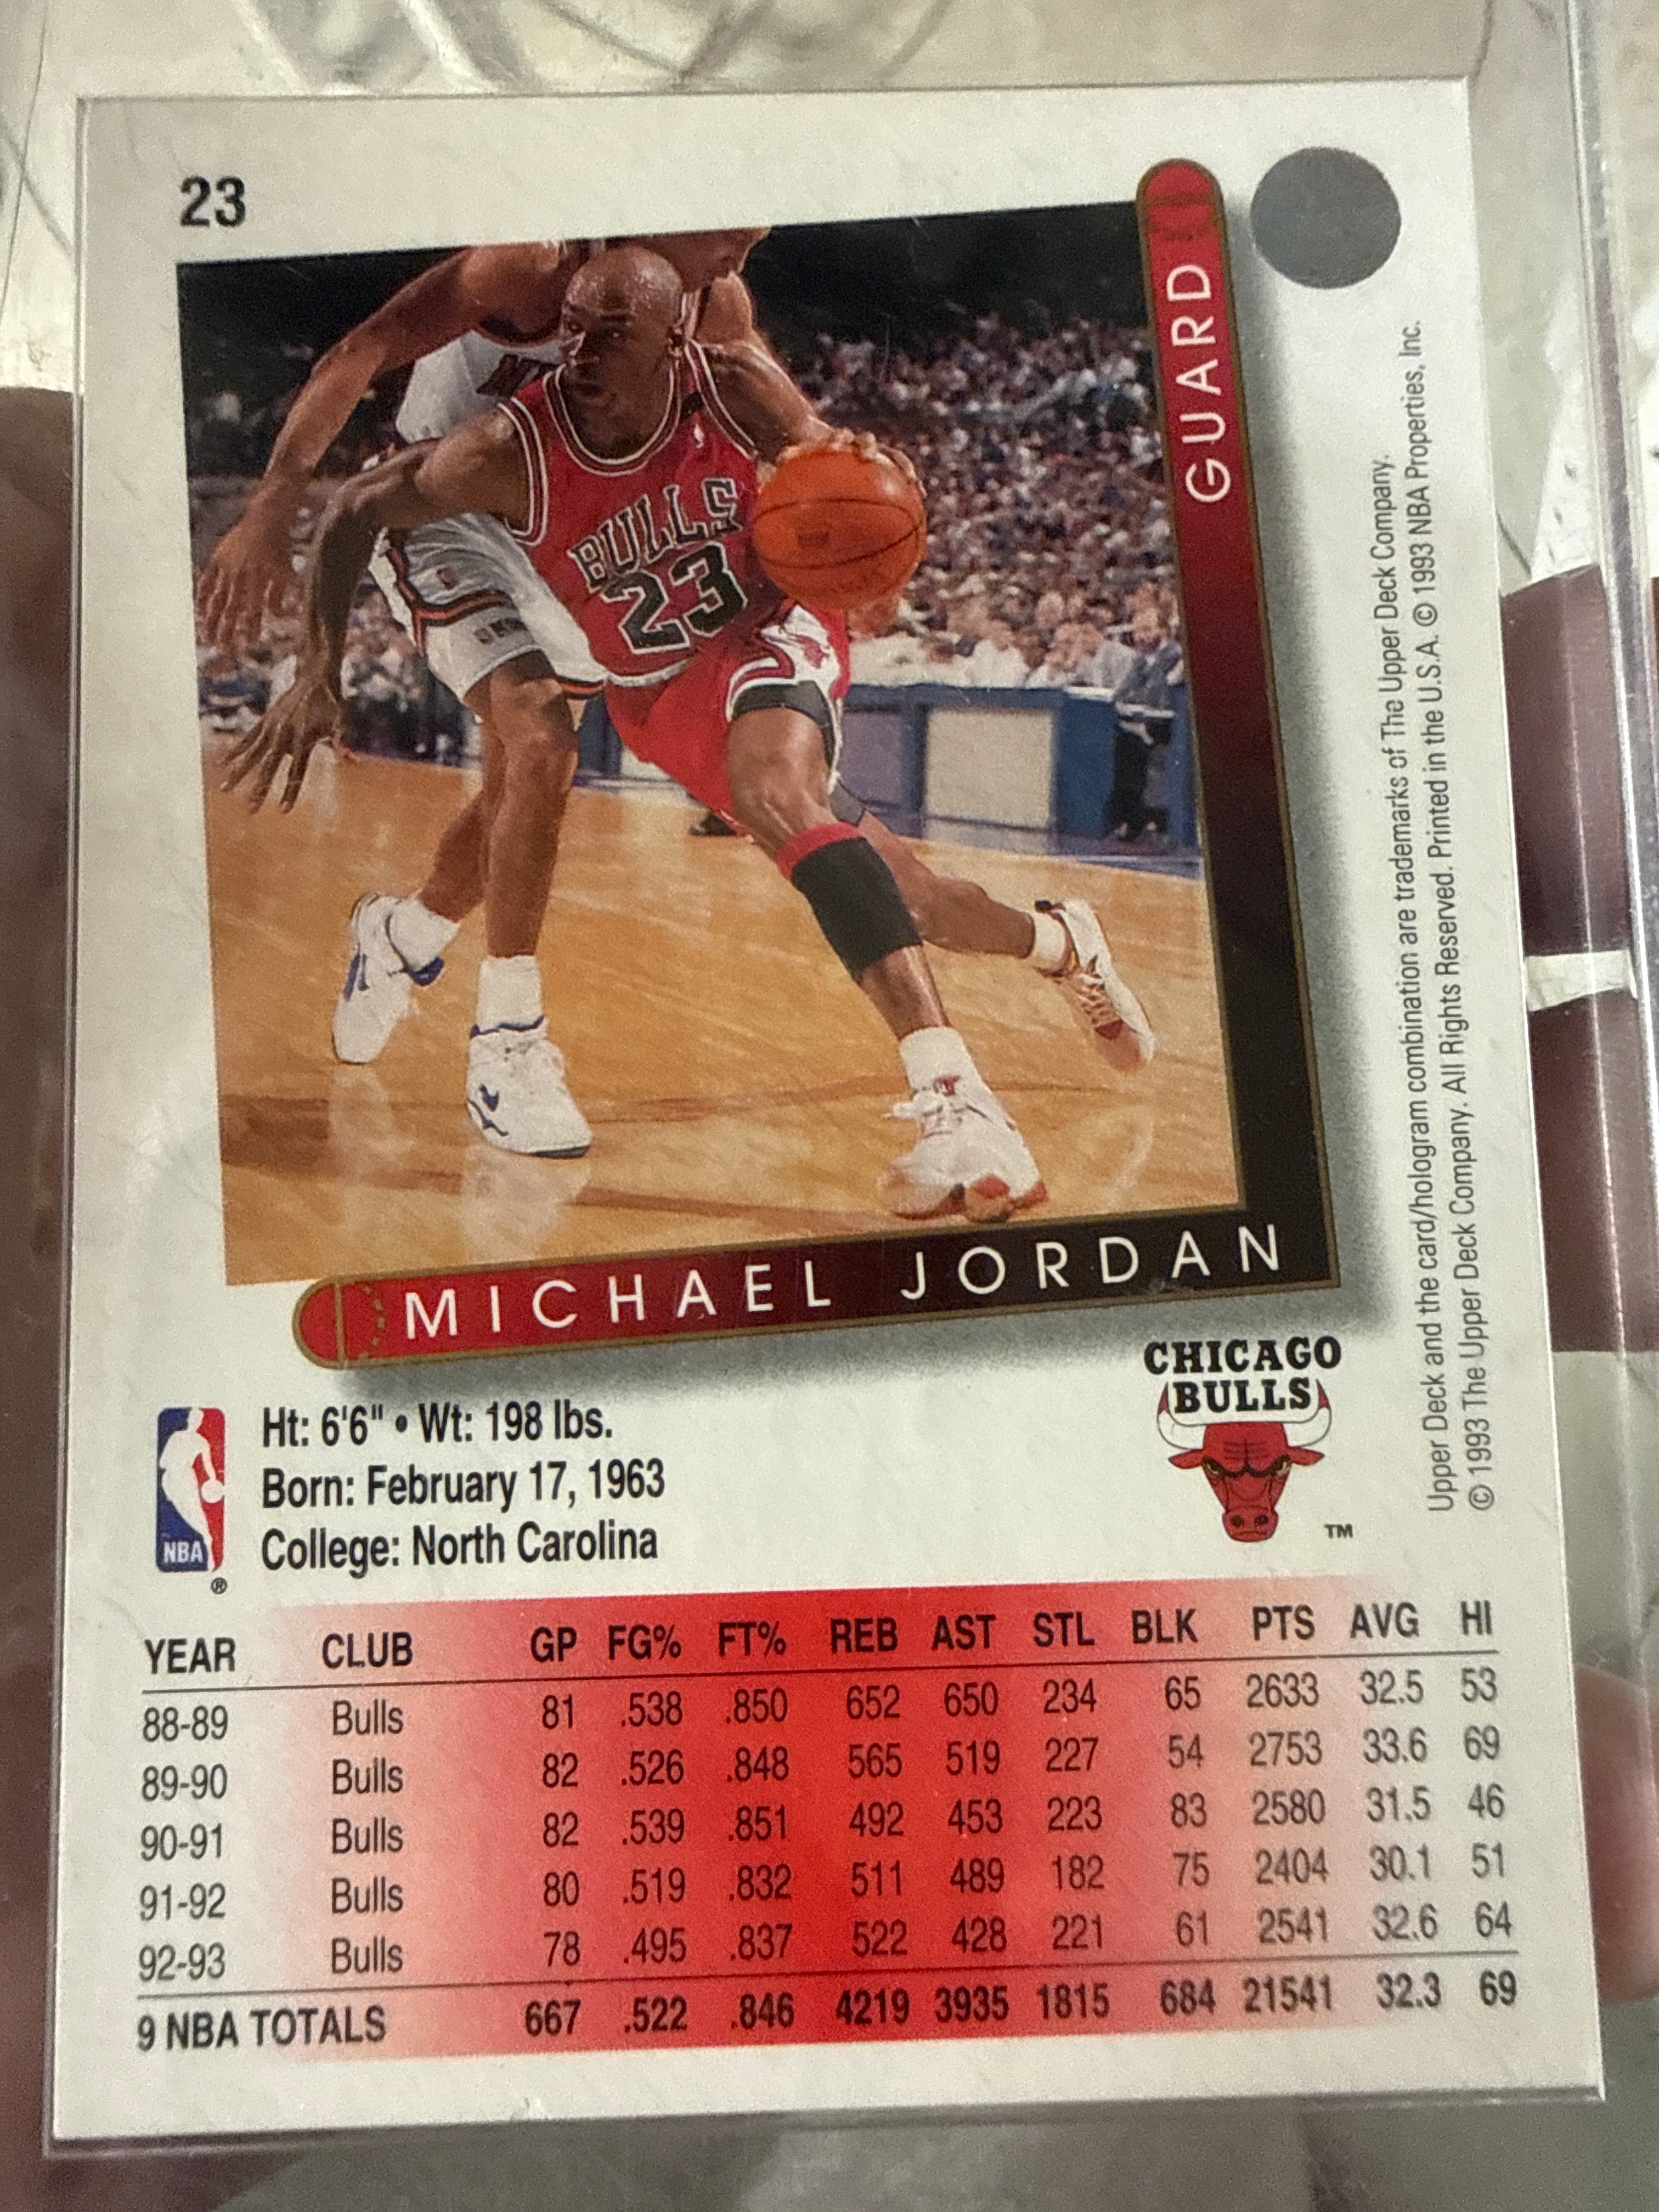 23
GUARD
BULLS
23
MICHAEL JORDAN
CHICAGO
BULLS
TM
NBA
®
Ht: 6'6" • Wt: 198 lbs.
Born: February 17, 1963
College: North Carolina
Upper Deck and the card/hologram combination are trademarks of The Upper Deck Company.
© 1993 The Upper Deck Company. All Rights Reserved. Printed in the U.S.A. © 1993 NBA Properties, Inc.
YEAR CLUB GP FG% FT% REB AST STL BLK PTS AVG HI
88-89 Bulls 81 .538 .850 652 650 234 65 2633 32.5 53
89-90 Bulls 82 .526 .848 565 519 227 54 2753 33.6 69
90-91 Bulls 82 .539 .851 492 453 223 83 2580 31.5 46
91-92 Bulls 80 .519 .832 511 489 182 75 2404 30.1 51
92-93 Bulls 78 .495 .837 522 428 221 61 2541 32.6 64
9 NBA TOTALS 667 .522 .846 4219 3935 1815 684 21541 32.3 69